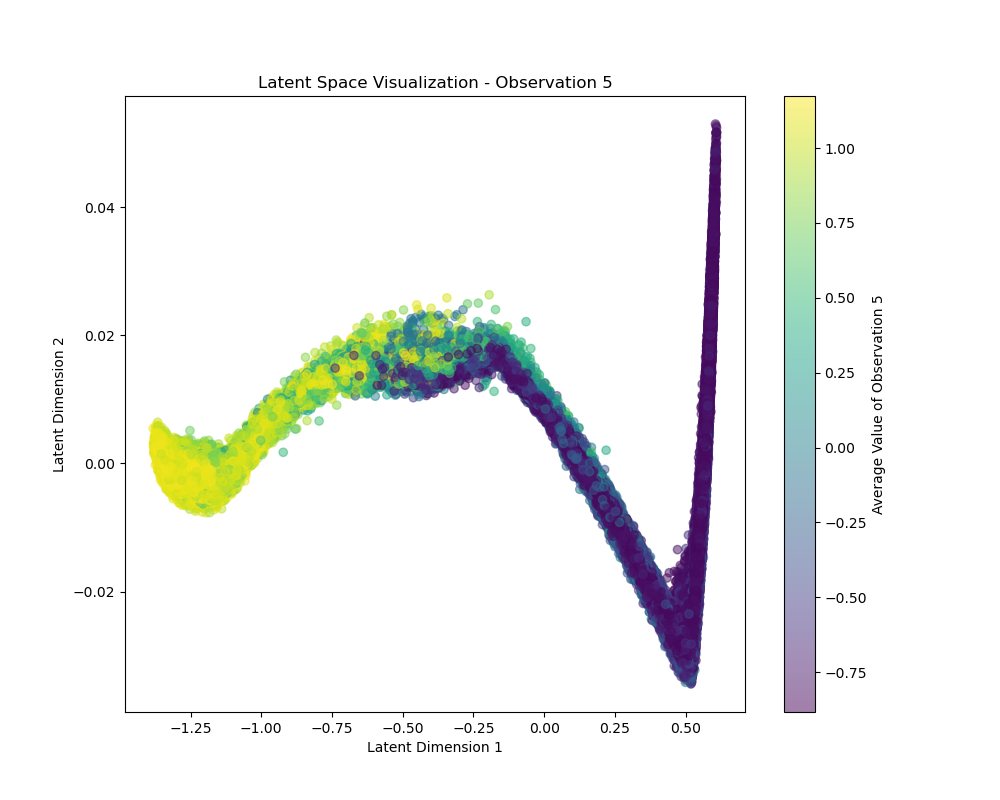 Latent Space Visualization - Observation 5
Latent Dimension 2
0.04
0.02
0.00
−0.02
−1.25 −1.00 −0.75 −0.50 −0.25 0.00 0.25 0.50
Latent Dimension 1
1.00
0.75
0.50
0.25
0.00
−0.25
−0.50
−0.75
Average Value of Observation 5